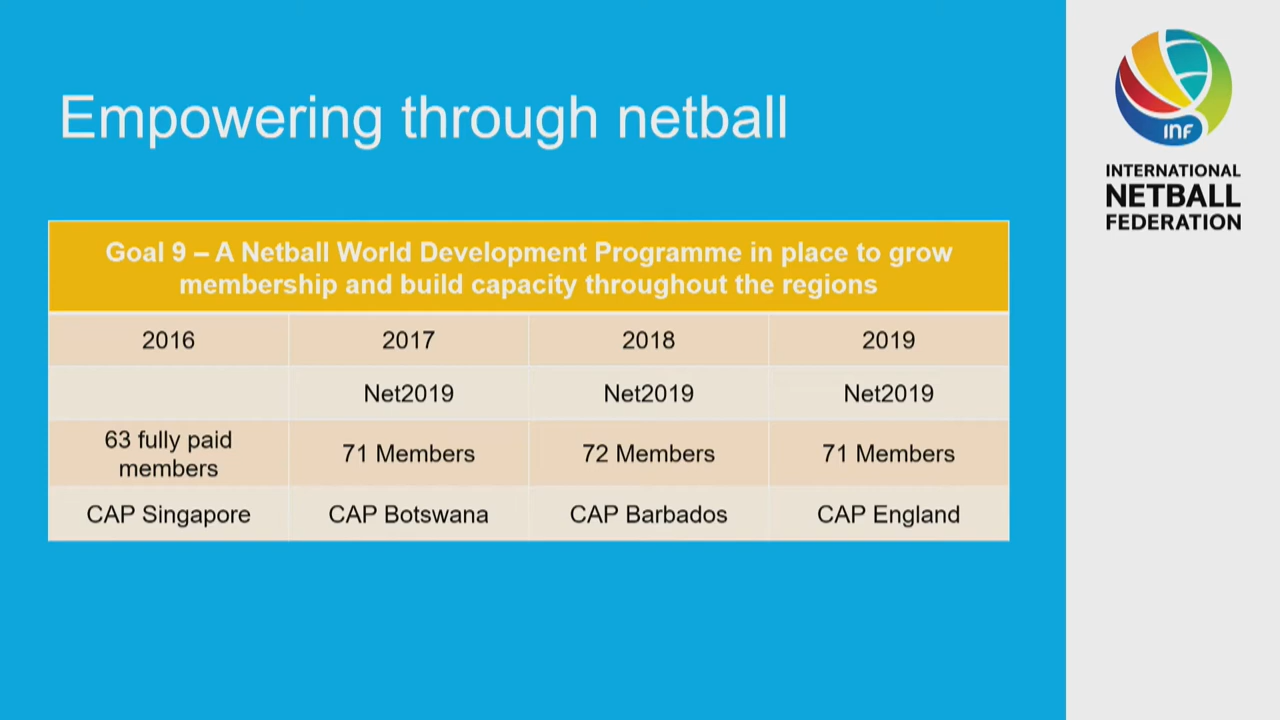 Empowering through netball
INF
INTERNATIONAL
NETBALL
FEDERATION
Goal 9 – A Netball World Development Programme in place to grow
membership and build capacity throughout the regions
2016 2017 2018 2019
Net2019 Net2019 Net2019
63 fully paid
members 71 Members 72 Members 71 Members
CAP Singapore CAP Botswana CAP Barbados CAP England